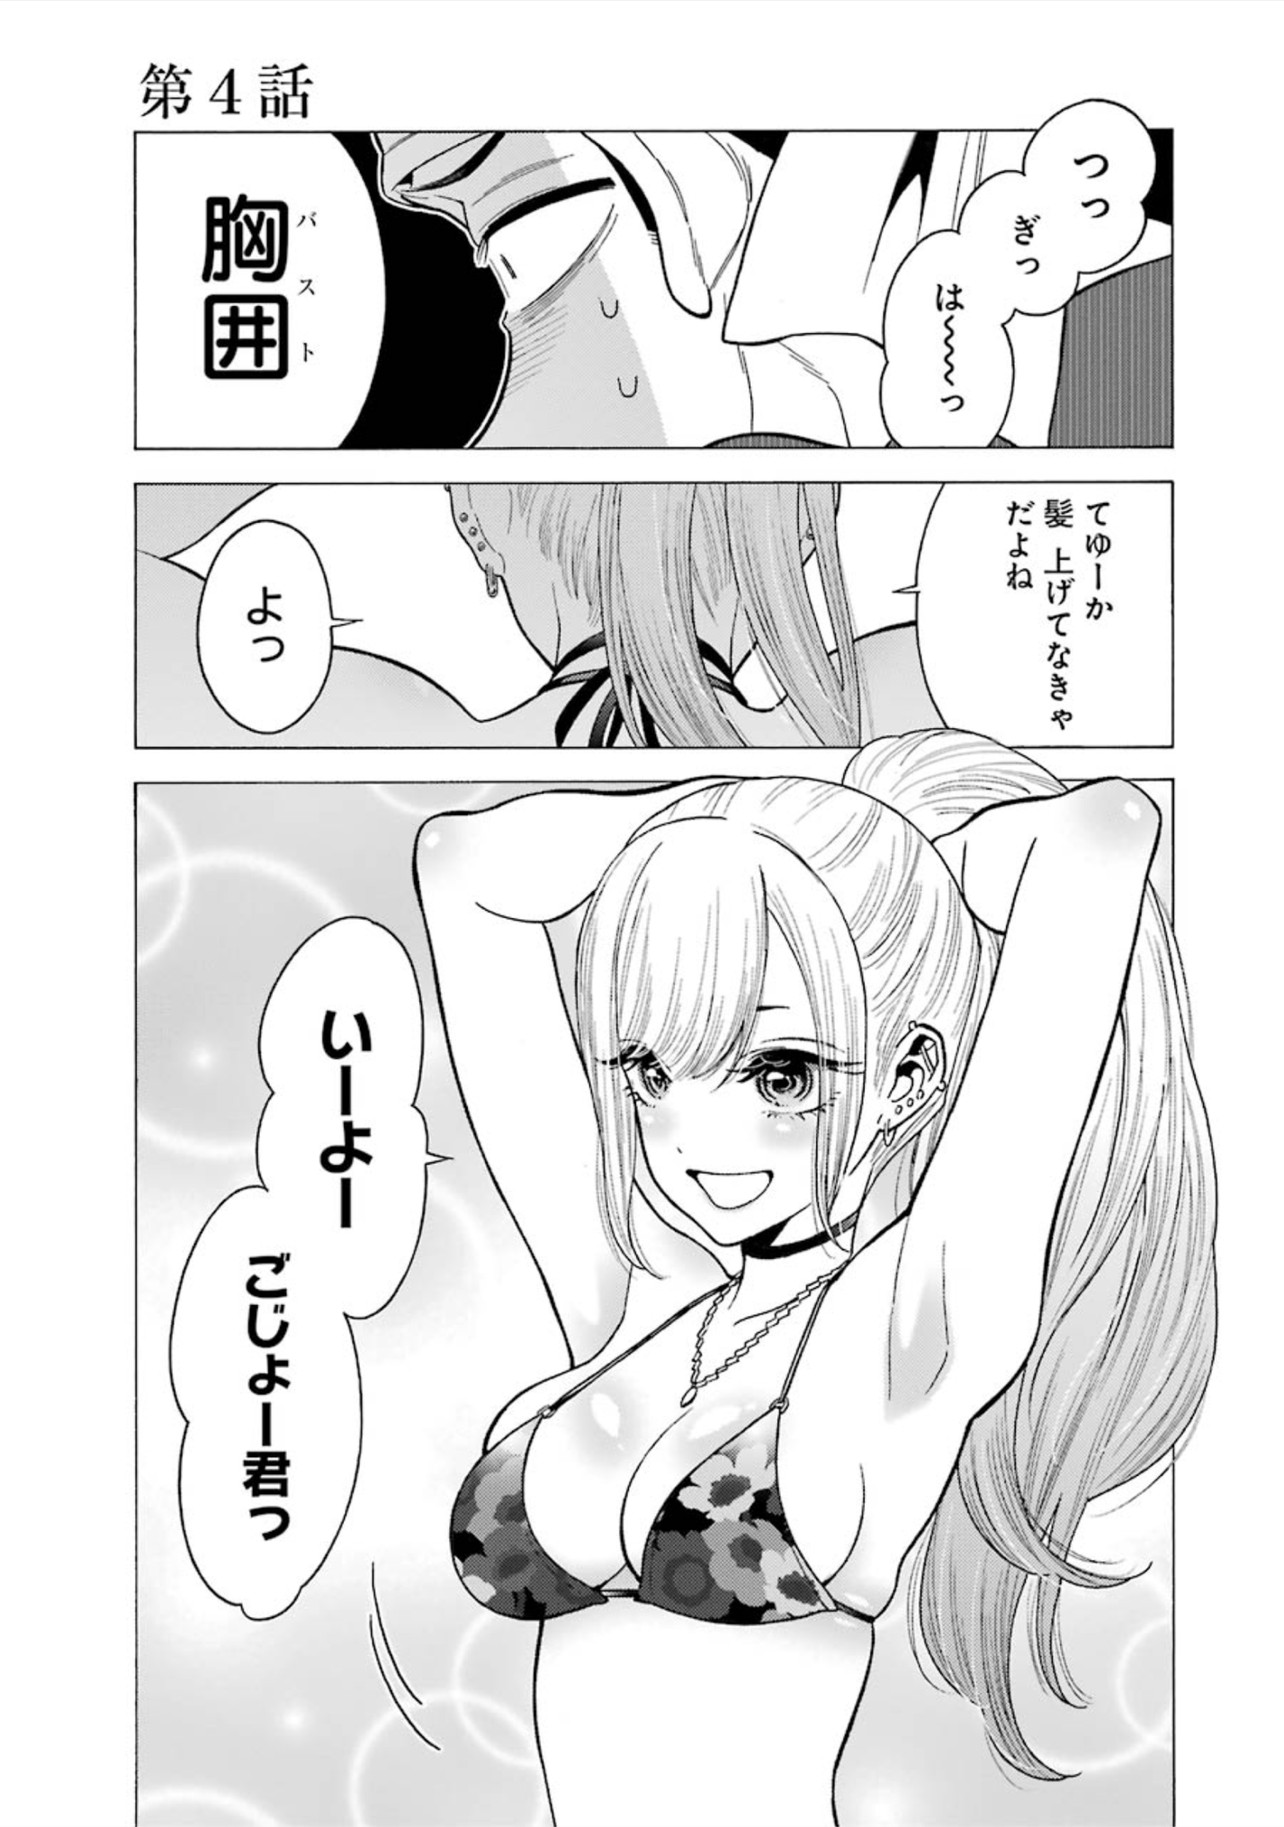 第4話
つっ
ぎっ
は〜〜〜っ
胸囲
バスト
てゆーか
髪 上げてなきゃ
だよね
よっ
いーよー
ごじょー君っ